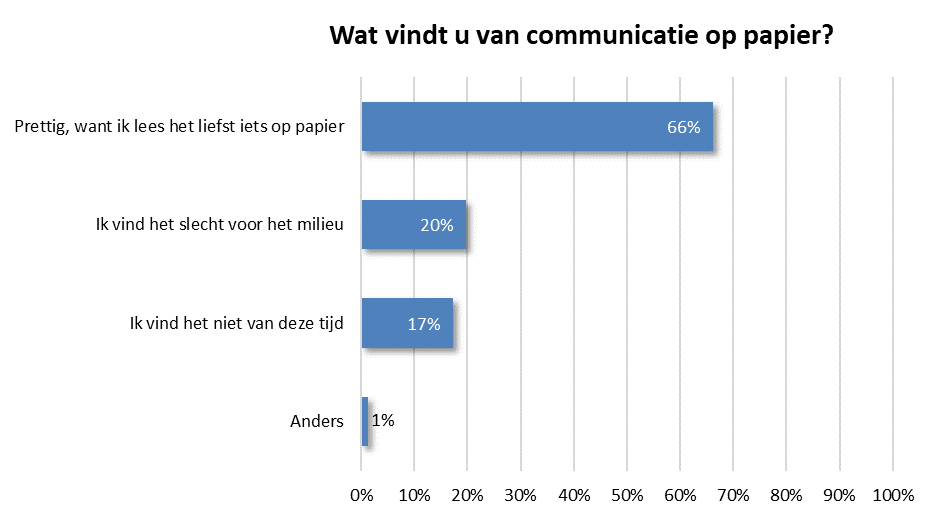 Wat vindt u van communicatie op papier?
Prettig, want ik lees het liefst iets op papier
66%
Ik vind het slecht voor het milieu
20%
Ik vind het niet van deze tijd
17%
Anders
1%
0% 10% 20% 30% 40% 50% 60% 70% 80% 90% 100%